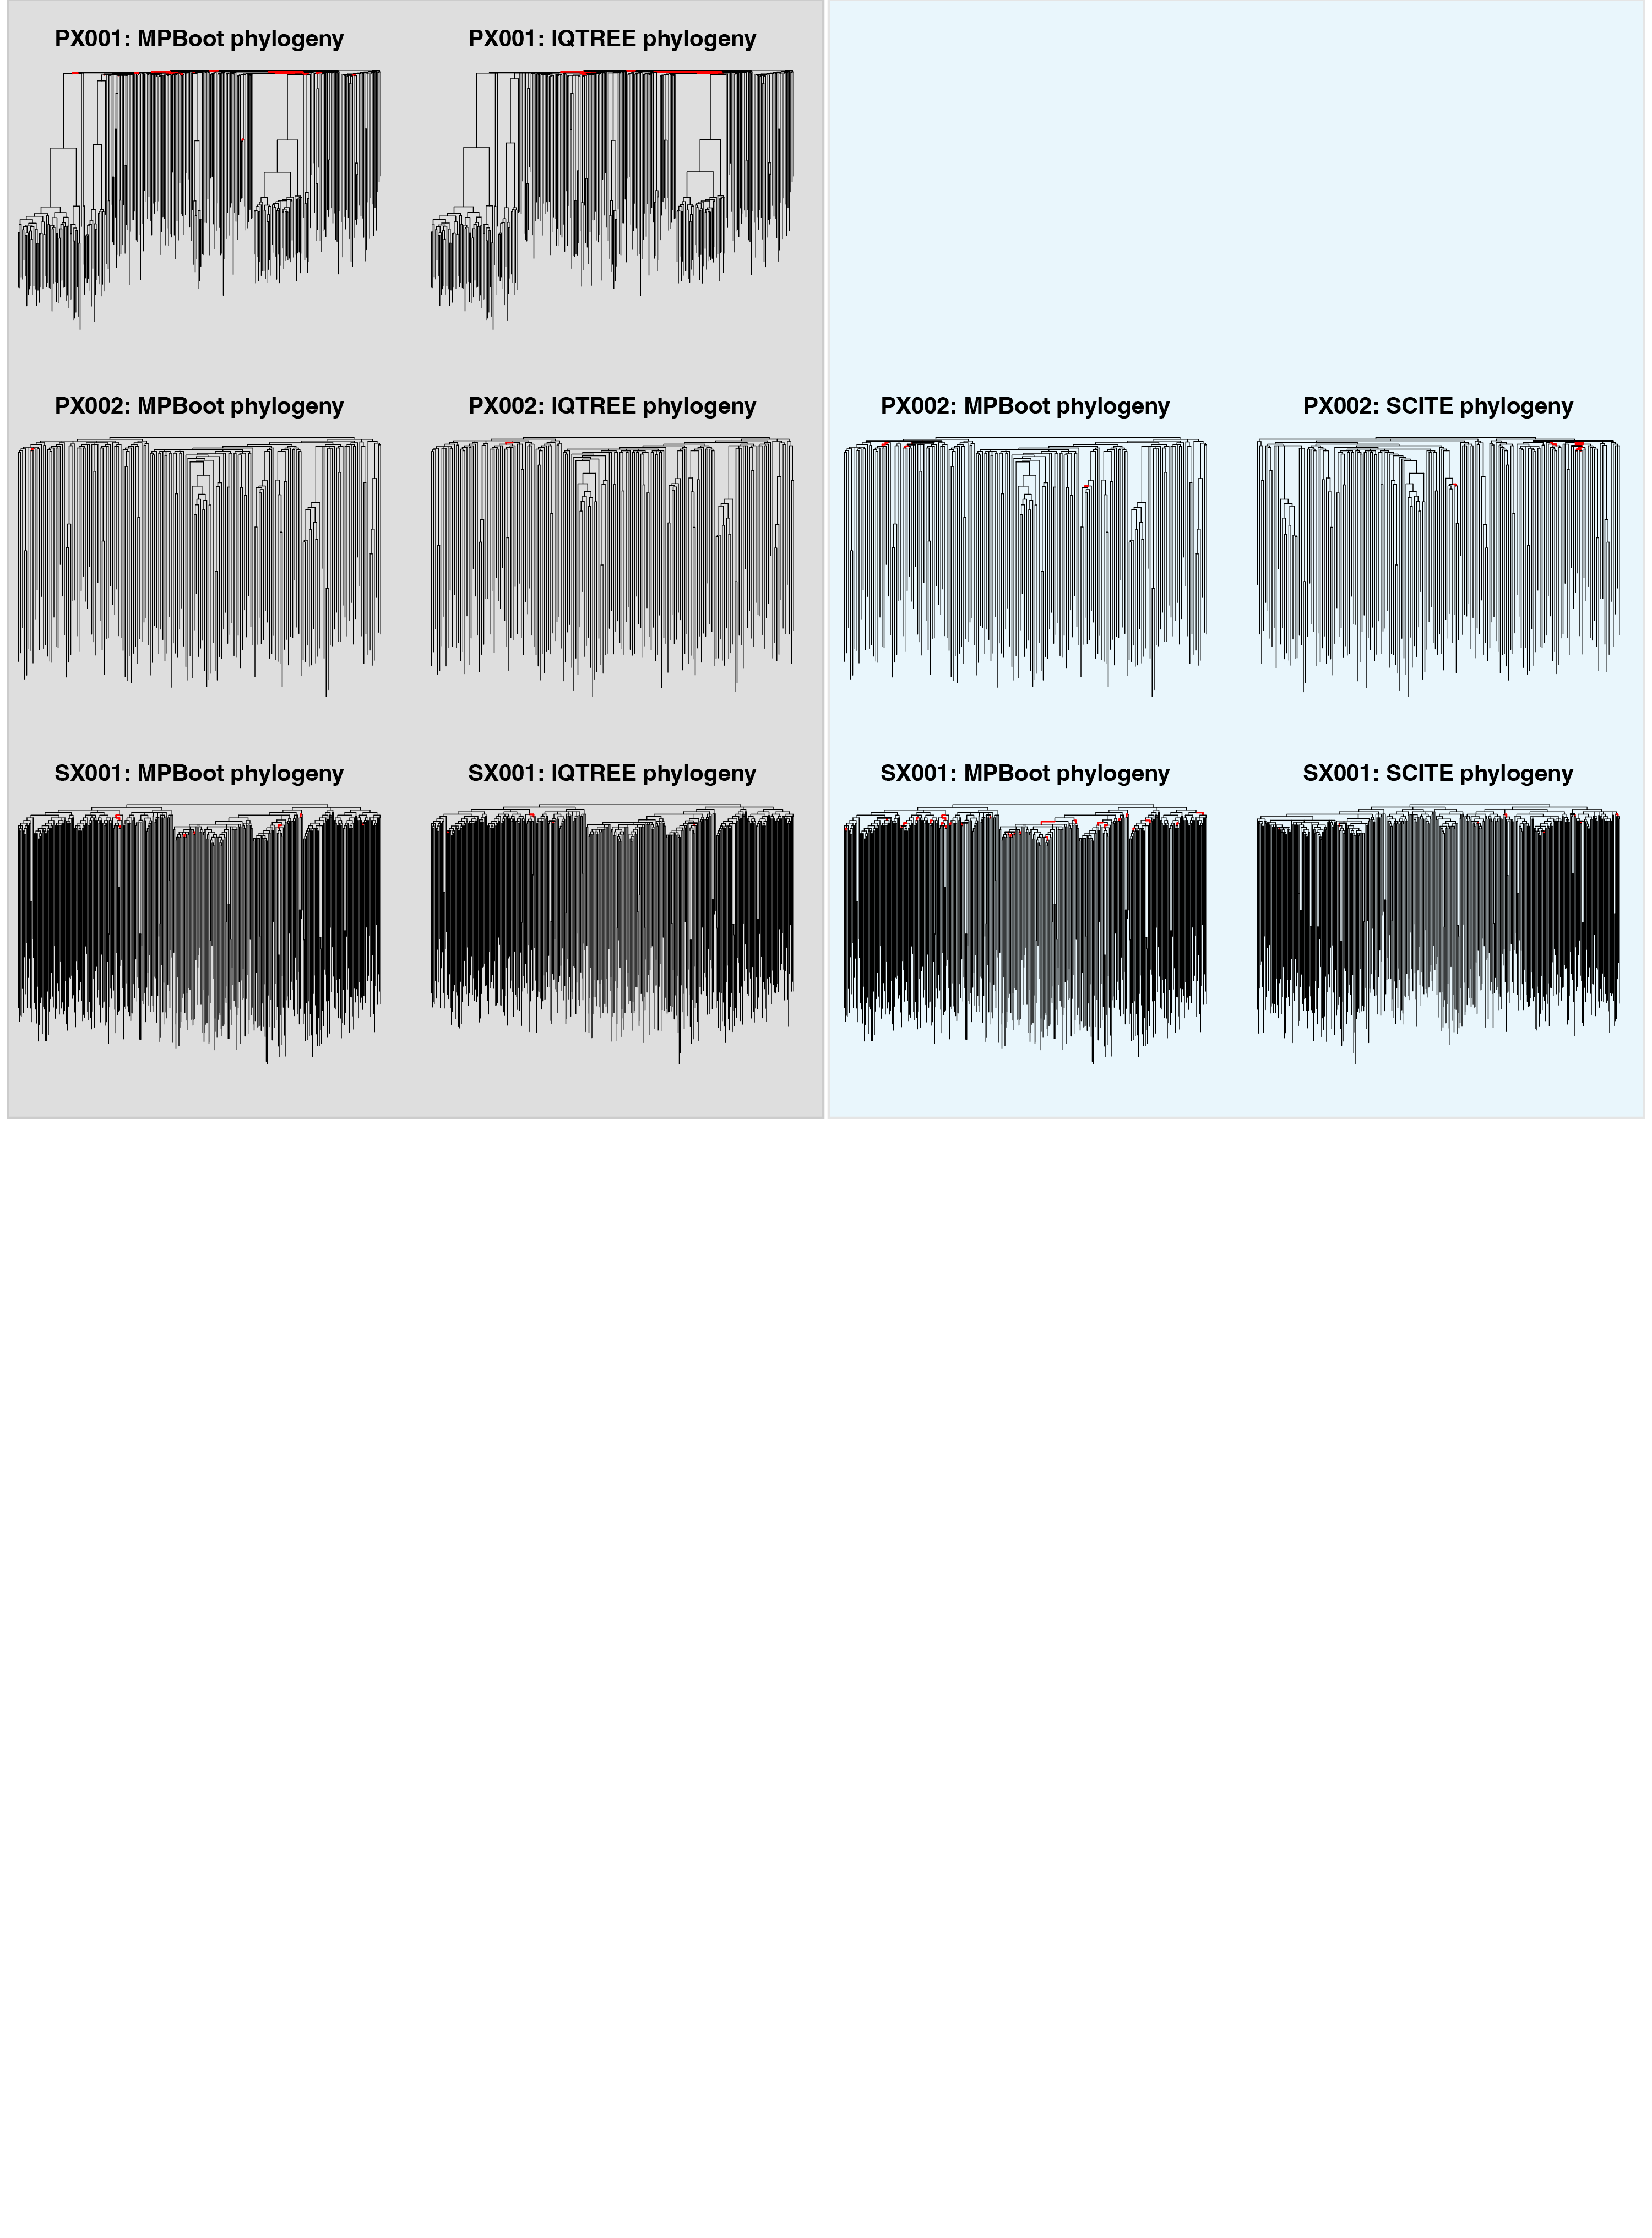 PX001: MPBoot phylogeny
PX001: IQTREE phylogeny
PX002: MPBoot phylogeny
PX002: IQTREE phylogeny
PX002: MPBoot phylogeny
PX002: SCITE phylogeny
SX001: MPBoot phylogeny
SX001: IQTREE phylogeny
SX001: MPBoot phylogeny
SX001: SCITE phylogeny